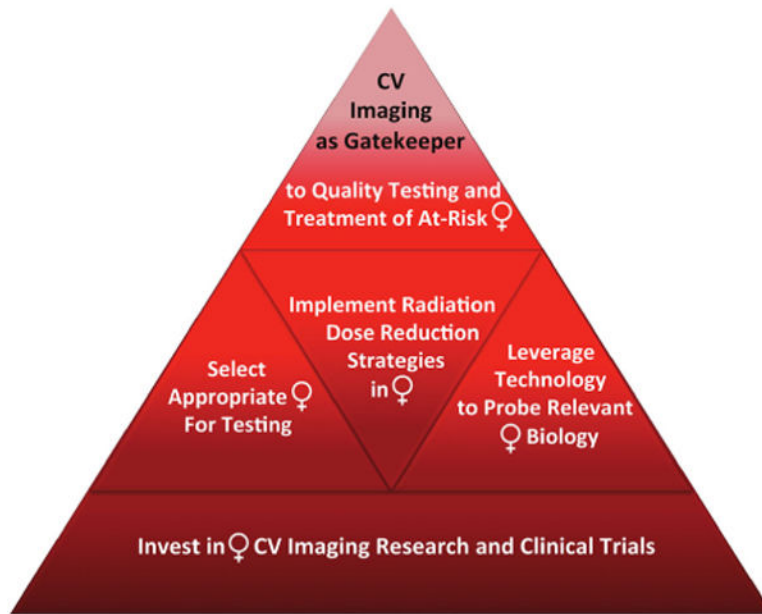 CV
Imaging
as Gatekeeper
to Quality Testing and
Treatment of At-Risk ♀
Implement Radiation
Dose Reduction
Strategies
in ♀
Select
Appropriate ♀
For Testing
Leverage
Technology
to Probe Relevant
♀ Biology
Invest in ♀ CV Imaging Research and Clinical Trials